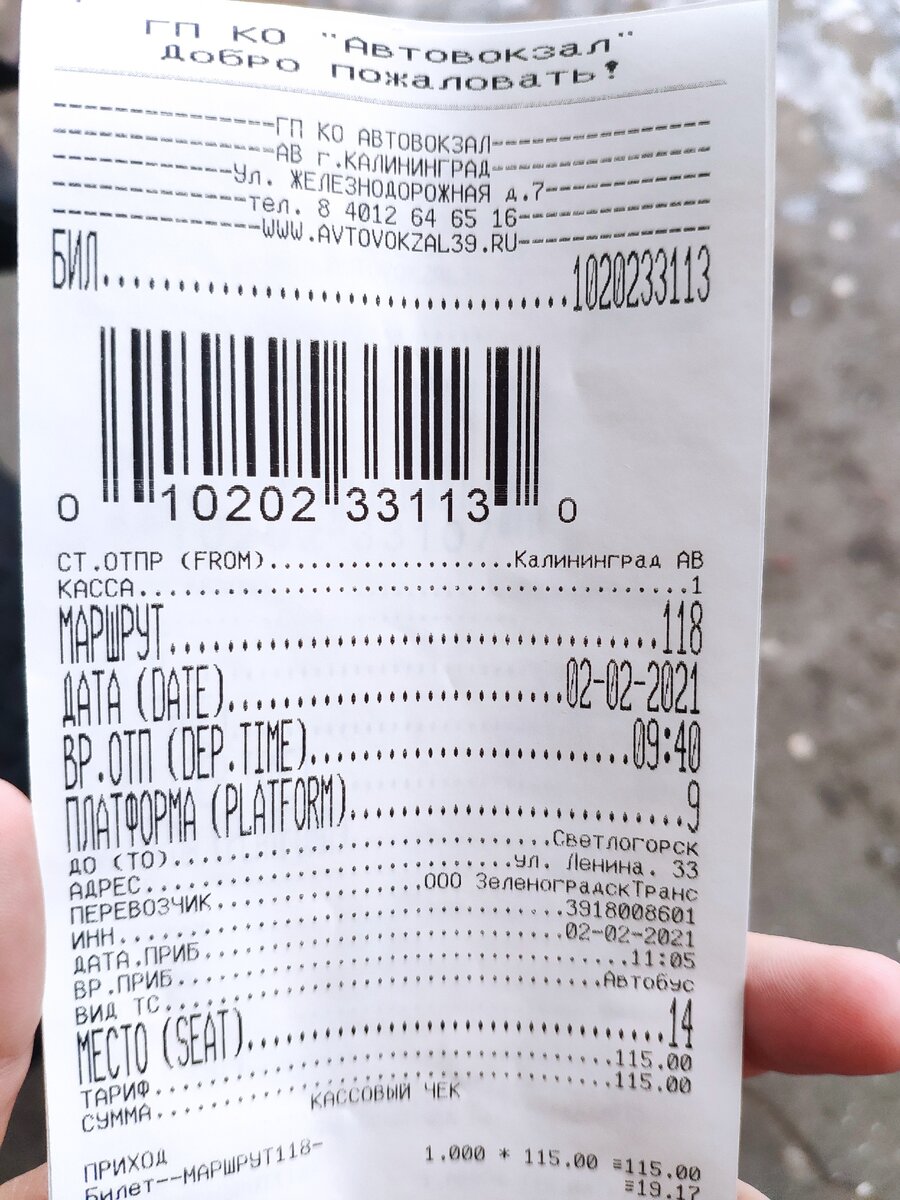 ГП КО "Автовокзал"
Добро пожаловать!
--------------ГП КО АВТОВОКЗАЛ--------------
--------------АВ г.КАЛИНИНГРАД--------------
-----------Ул. ЖЕЛЕЗНОДОРОЖНАЯ д.7-----------
------------тел. 8 4012 64 65 16------------
-------------WWW.AVTOVOKZAL39.RU-------------
БИЛ................................1020233113
0 10202 33113 0
СТ.ОТПР (FROM)...................Калининград АВ
КАССА..........................................1
МАРШРУТ......................................118
ДАТА (DATE)..........................02-02-2021
ВР.ОТП (DEP.TIME)........................09:40
ПЛАТФОРМА (PLATFORM)..........................9
ДО (ТО)..............................Светлогорск
АДРЕС.............................ул. Ленина. 33
ПЕРЕВОЗЧИК................ООО ЗеленоградскТранс
ИНН...................................3918008601
ДАТА.ПРИБ............................02-02-2021
ВР.ПРИБ...................................11:05
ВИД ТС..................................Автобус
МЕСТО (SEAT).................................14
ТАРИФ....................................115.00
СУММА....................................115.00
КАССОВЫЙ ЧЕК
ПРИХОД
Билет--МАРШРУТ118-
1.000 * 115.00 ≡115.00
≡19.17